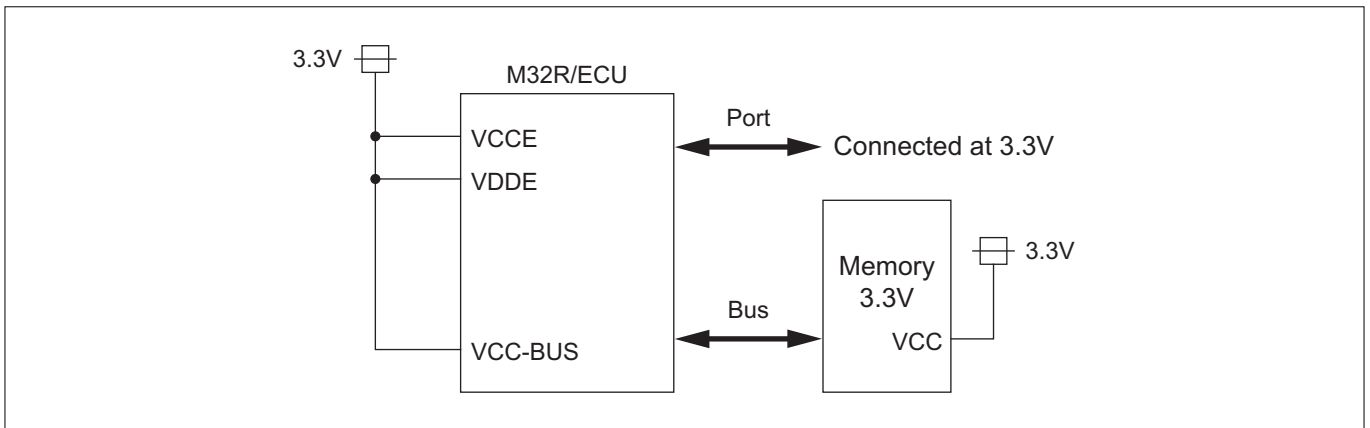 3.3V
M32R/ECU
VCCE
Port
Connected at 3.3V
VDDE
3.3V
Memory
3.3V
Bus
VCC
VCC-BUS